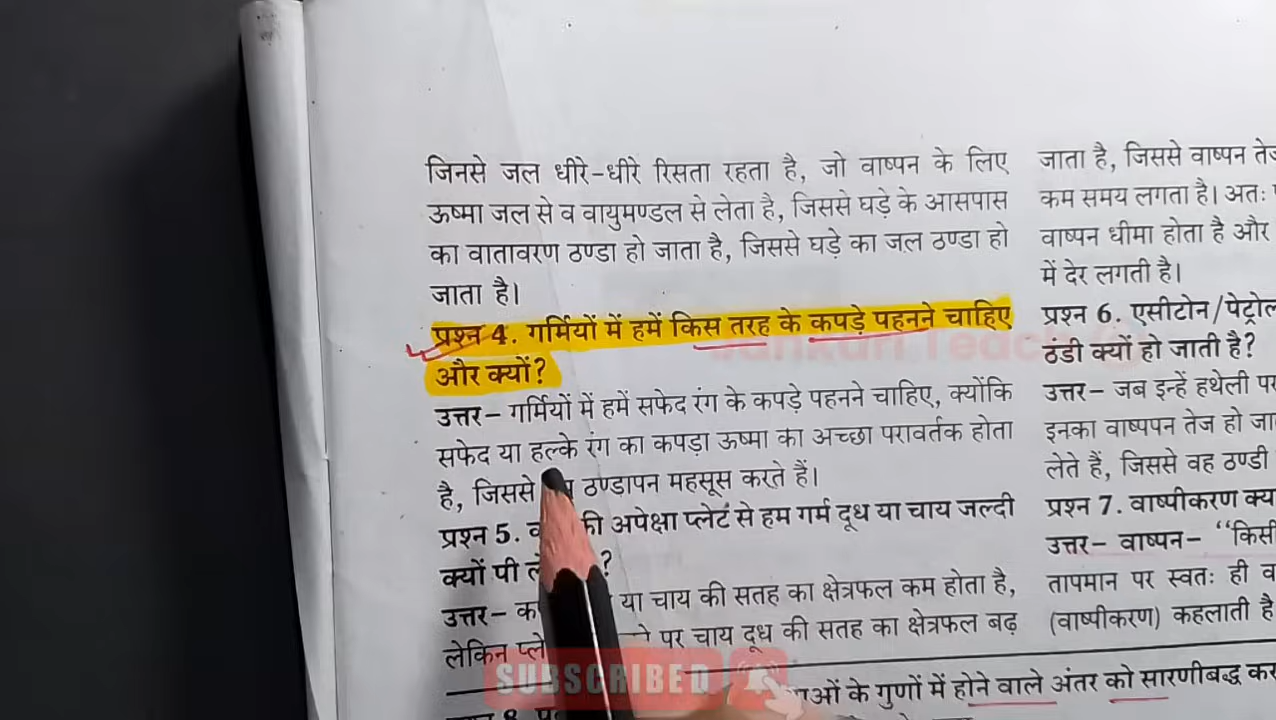 जिनसे जल धीरे-धीरे रिसता रहता है, जो वाष्पन के लिए
ऊष्मा जल से व वायुमण्डल से लेता है, जिससे घड़े के आसपास
का वातावरण ठण्डा हो जाता है, जिससे घड़े का जल ठण्डा हो
जाता है।
प्रश्न 4. गर्मियों में हमें किस तरह के कपड़े पहनने चाहिए
और क्यों?
उत्तर– गर्मियों में हमें सफेद रंग के कपड़े पहनने चाहिए, क्योंकि
सफेद या हल्के रंग का कपड़ा ऊष्मा का अच्छा परावर्तक होता
है, जिससे ठण्डापन महसूस करते हैं।
प्रश्न 5. की अपेक्षा प्लेट से हम गर्म दूध या चाय जल्दी
क्यों पी ?
उत्तर– या चाय की सतह का क्षेत्रफल कम होता है,
लेकिन पर चाय दूध की सतह का क्षेत्रफल बढ़
जाता है, जिससे वाष्पन
कम समय लगता है। अतः
वाष्पन धीमा होता है और
में देर लगती है।
प्रश्न 6. एसीटोन/पेट्रोल
ठंडी क्यों हो जाती है?
उत्तर– जब इन्हें हथेली पर
इनका वाष्पपन तेज हो
लेते हैं, जिससे वह ठण्डी
प्रश्न 7. वाष्पीकरण
उत्तर– वाष्पन– “किसी
तापमान पर स्वतः ही
(वाष्पीकरण) कहलाती है
के गुणों में होने वाले अंतर को सारणीबद्ध
SUBSCRIBED